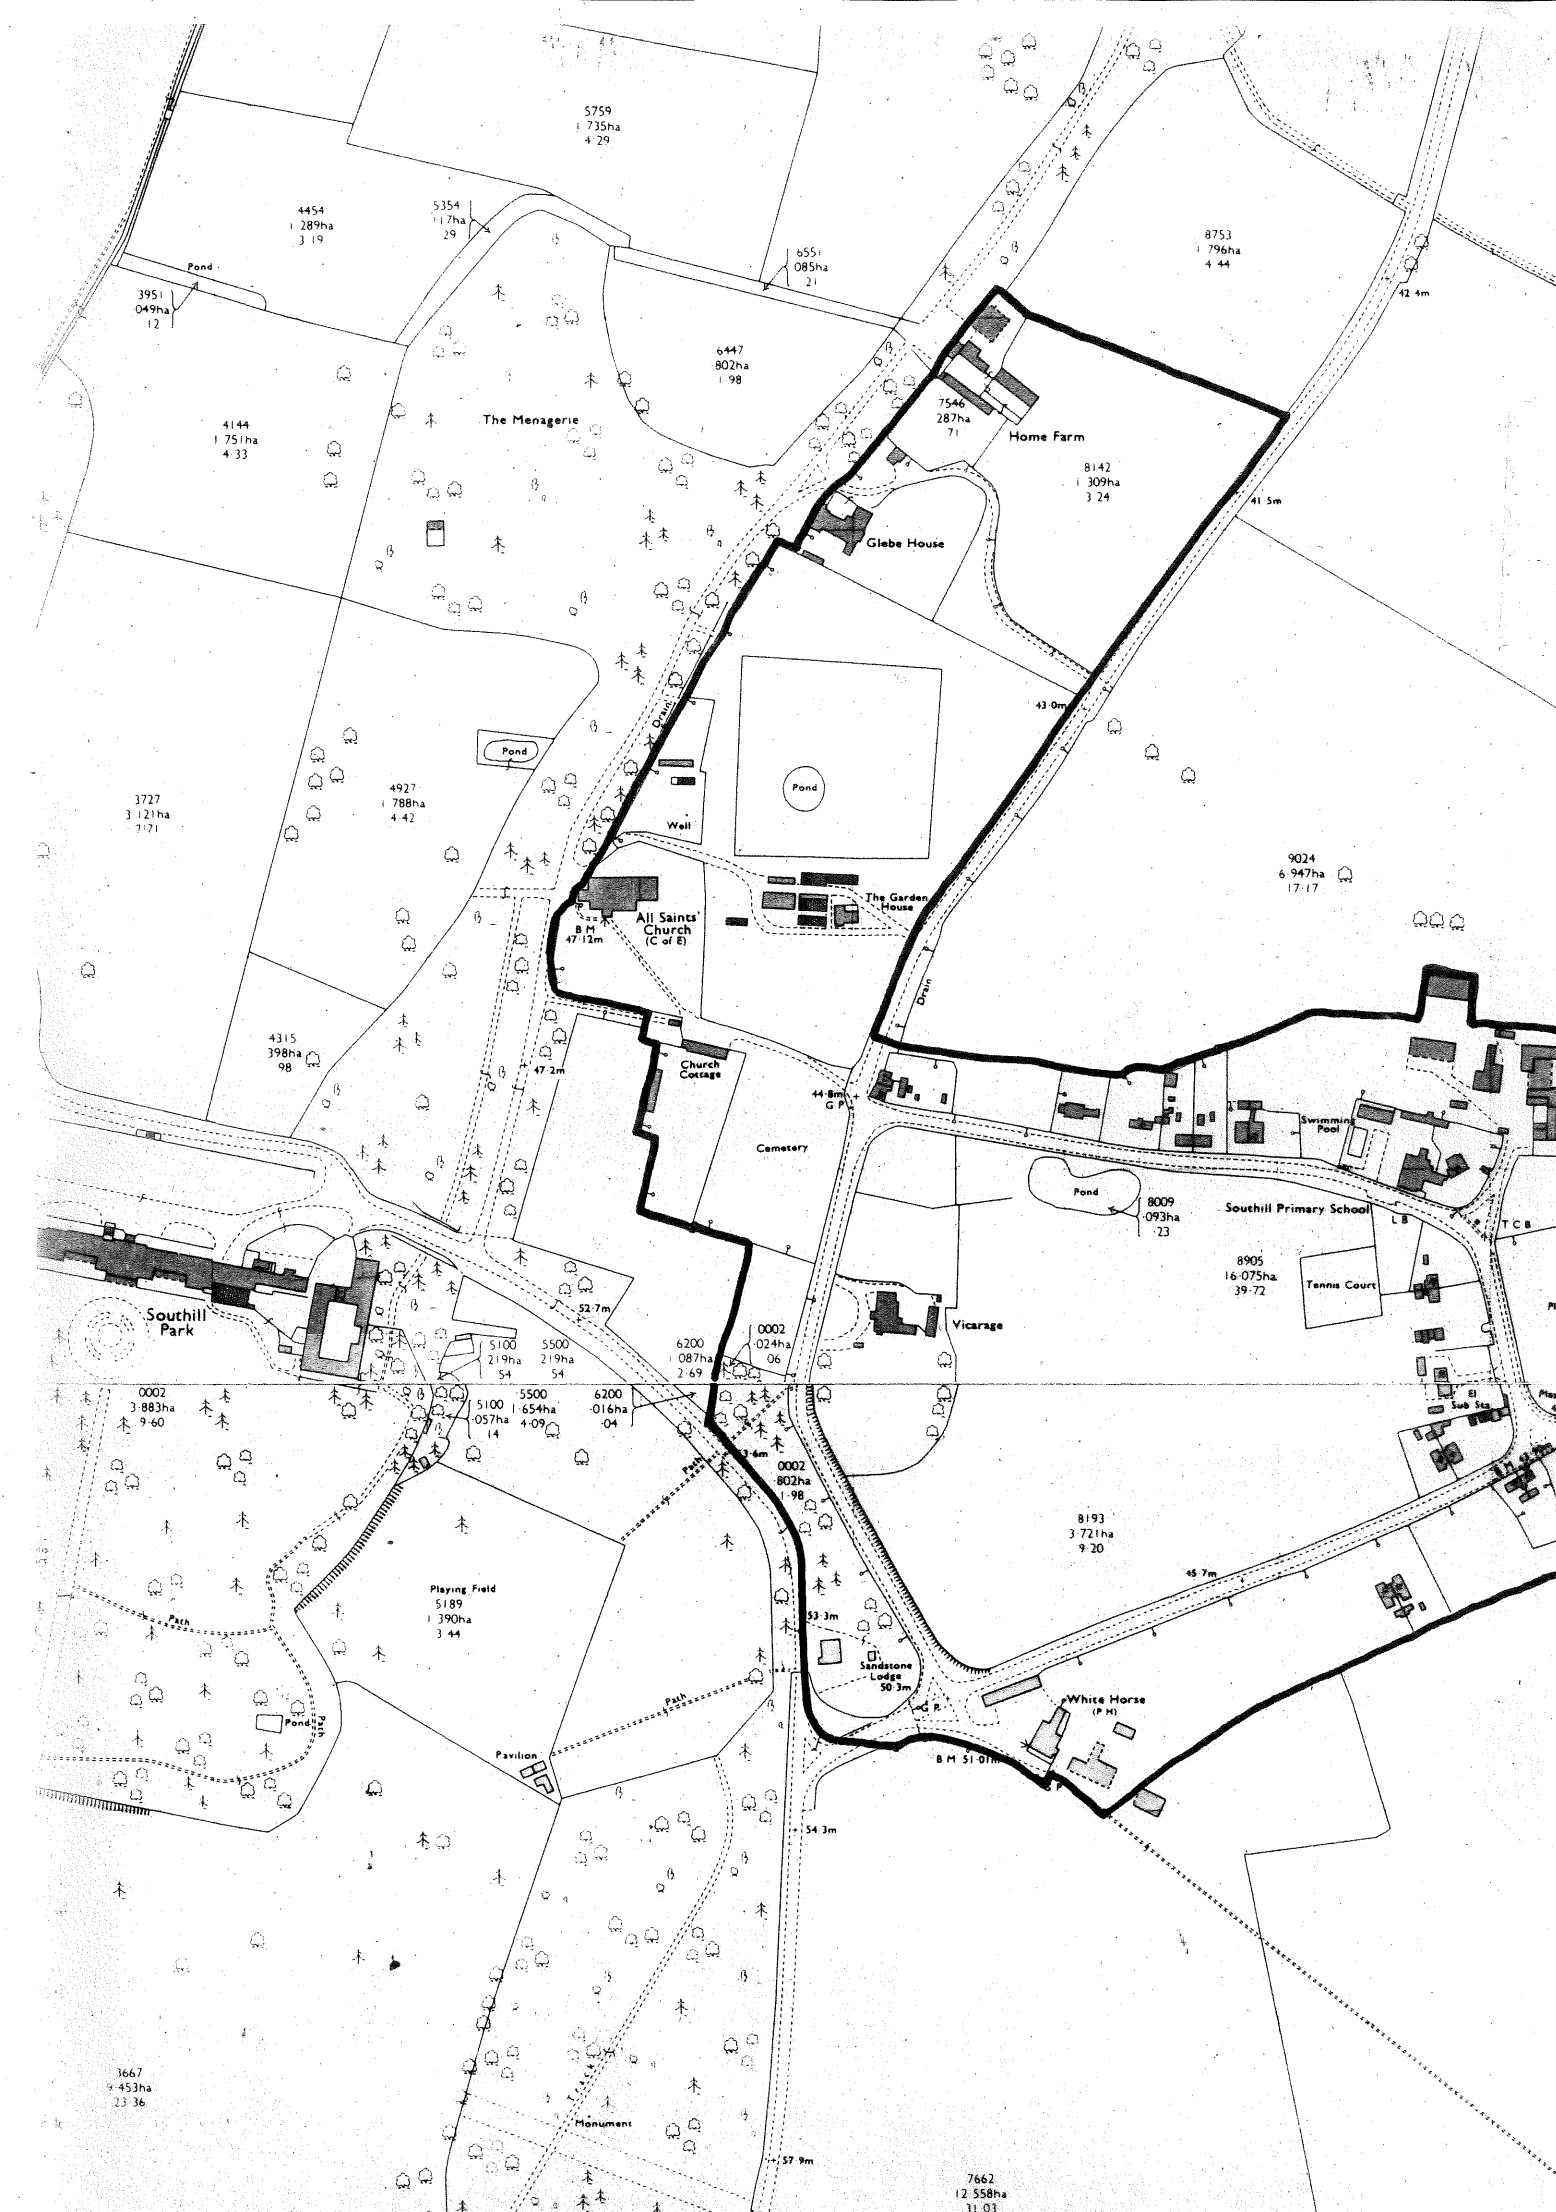 5759
1 735ha
4 29
4454
1 289ha
3 19
5354
117ha
29
6551
085ha
21
8753
1 796ha
4 44
Pond
3951
049ha
12
42 4m
6447
802ha
1 98
7546
287ha
71
The Menagerie
Home Farm
4144
1 751ha
4·33
8142
1 309ha
3 24
41 5m
Glebe House
Drain
43·0m
Pond
Pond
3727
3·121ha
7·71
4927
1 788ha
4·42
Well
9024
6·947ha
17·17
The Garden
House
All Saints'
Church
(C of E)
B M
47·12m
Drain
4315
398ha
98
47·2m
Church
Cottage
44·8m
G P
Swimming
Pool
Cemetery
Pond
8009
·093ha
·23
Southill Primary School
L B
T C B
8905
16·075ha
39·72
Tennis Court
Southill
Park
52·7m
Vicarage
5100
219ha
54
5500
219ha
54
6200
1·087ha
2·69
0002
·024ha
06
0002
3·883ha
9·60
5100
·057ha
14
5500
1·654ha
4·09
6200
·016ha
·04
El
Sub Sta
53·6m
Path
0002
·802ha
1·98
8193
3·721ha
9·20
45·7m
Playing Field
5189
1 390ha
3 44
Path
53·3m
Sandstone
Lodge
50·3m
G P
White Horse
(P H)
Path
Pond
Path
Pavilion
B M 51·01m
54 3m
3667
9·453ha
23·36
Track
Monument
57 9m
7662
12 558ha
31 03